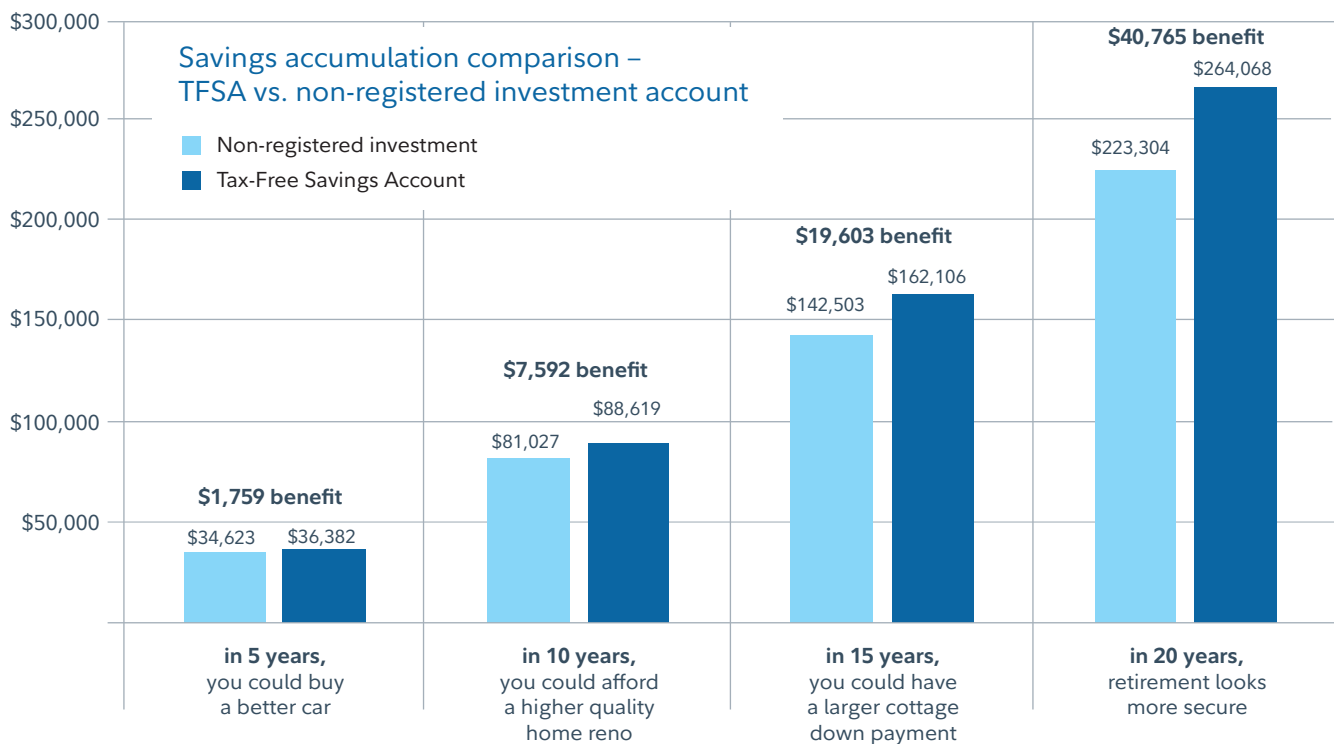 Savings accumulation comparison –
TFSA vs. non-registered investment account
Non-registered investment
Tax-Free Savings Account
$300,000
$250,000
$200,000
$150,000
$100,000
$50,000
$1,759 benefit
$34,623
$36,382
$7,592 benefit
$81,027
$88,619
$19,603 benefit
$142,503
$162,106
$40,765 benefit
$223,304
$264,068
in 5 years,
you could buy
a better car
in 10 years,
you could afford
a higher quality
home reno
in 15 years,
you could have
a larger cottage
down payment
in 20 years,
retirement looks
more secure